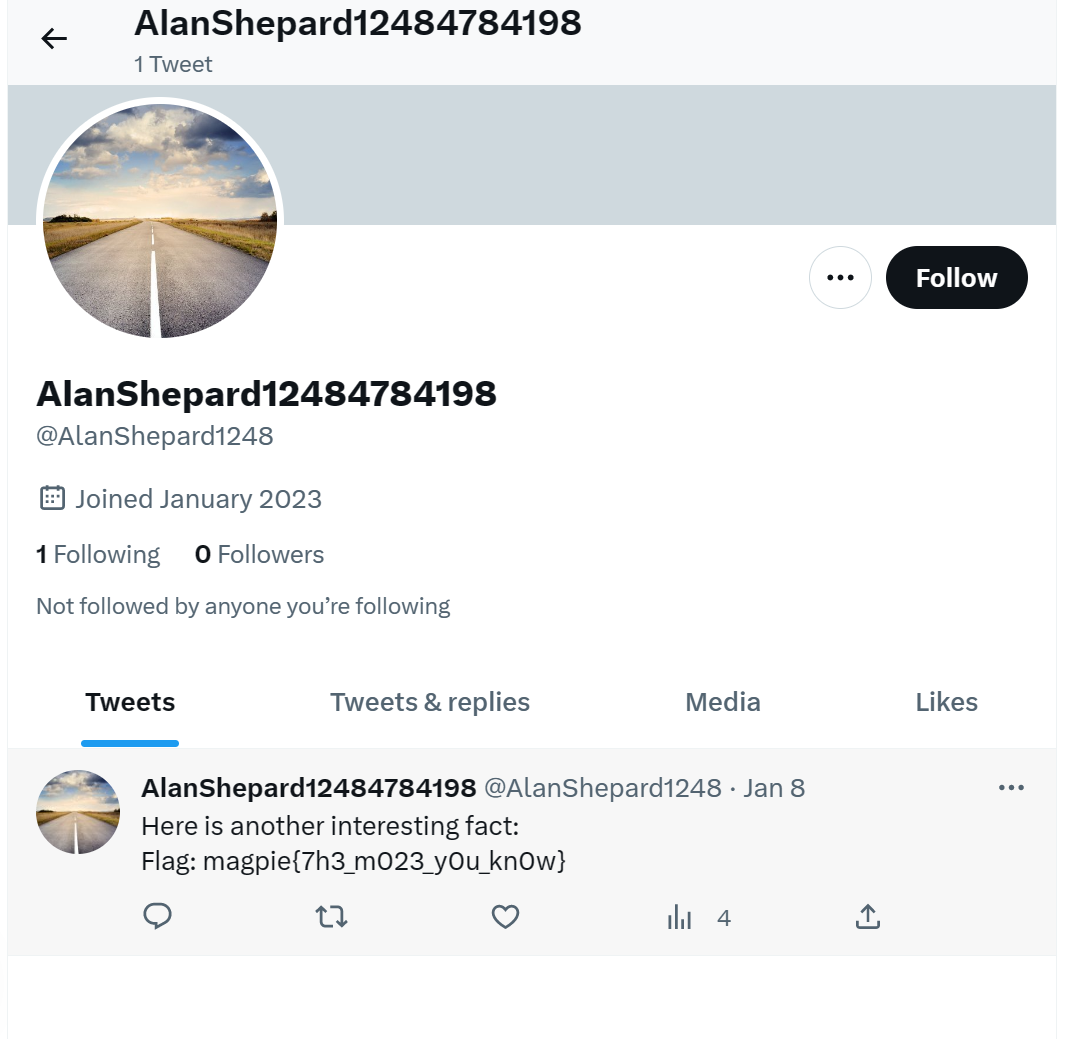 AlanShepard12484784198
1 Tweet
Follow
AlanShepard12484784198
@AlanShepard1248
Joined January 2023
1 Following 0 Followers
Not followed by anyone you’re following
Tweets Tweets & replies Media Likes
AlanShepard12484784198 @AlanShepard1248 · Jan 8
Here is another interesting fact:
Flag: magpie{7h3_m023_y0u_kn0w}
4